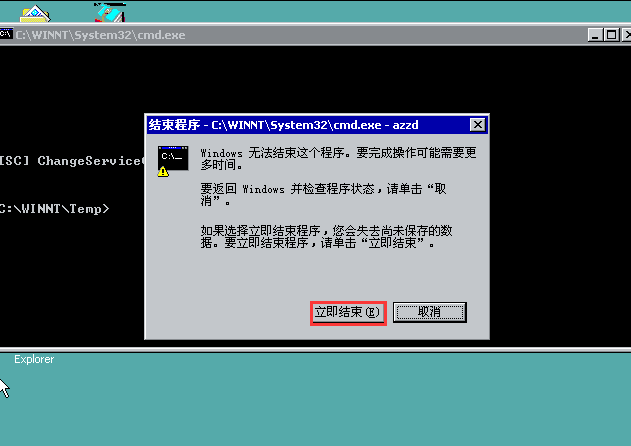 C:\WINNT\System32\cmd.exe
结束程序 - C:\WINNT\System32\cmd.exe - azzd
C:\_
Windows 无法结束这个程序。要完成操作可能需要更
多时间。
[SC] ChangeService
要返回 Windows 并检查程序状态,请单击“取
消”。
C:\WINNT\Temp>
如果选择立即结束程序,您会失去尚未保存的数
据。要立即结束程序,请单击“立即结束”。
立即结束(E)
取消
Explorer